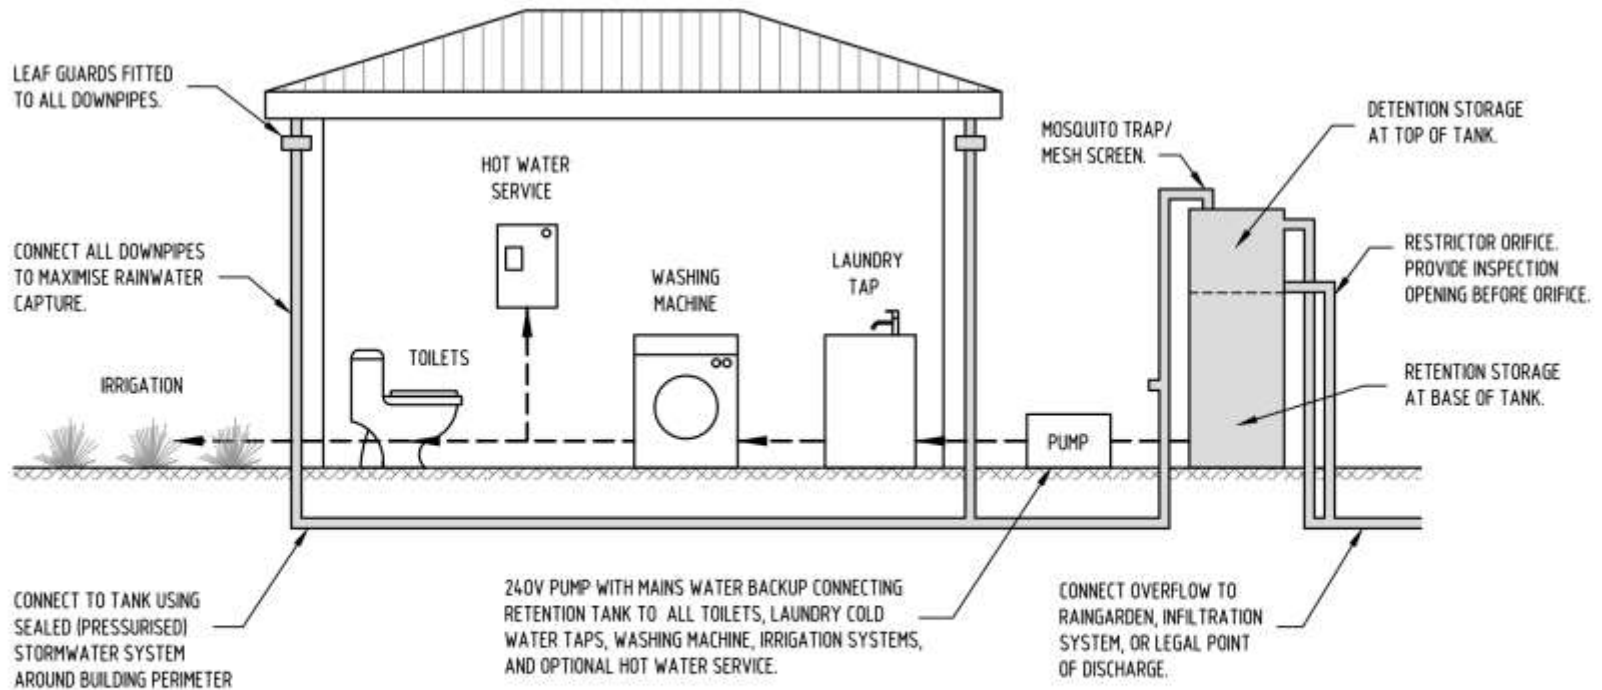 LEAF GUARDS FITTED
TO ALL DOWNPIPES.
HOT WATER
SERVICE
MOSQUITO TRAP/
MESH SCREEN.
DETENTION STORAGE
AT TOP OF TANK.
CONNECT ALL DOWNPIPES
TO MAXIMISE RAINWATER
CAPTURE.
WASHING
MACHINE
LAUNDRY
TAP
RESTRICTOR ORIFICE.
PROVIDE INSPECTION
OPENING BEFORE ORIFICE.
IRRIGATION
TOILETS
RETENTION STORAGE
AT BASE OF TANK.
PUMP
CONNECT TO TANK USING
SEALED (PRESSURISED)
STORMWATER SYSTEM
AROUND BUILDING PERIMETER
240V PUMP WITH MAINS WATER BACKUP CONNECTING
RETENTION TANK TO ALL TOILETS, LAUNDRY COLD
WATER TAPS, WASHING MACHINE, IRRIGATION SYSTEMS,
AND OPTIONAL HOT WATER SERVICE.
CONNECT OVERFLOW TO
RAINGARDEN, INFILTRATION
SYSTEM, OR LEGAL POINT
OF DISCHARGE.